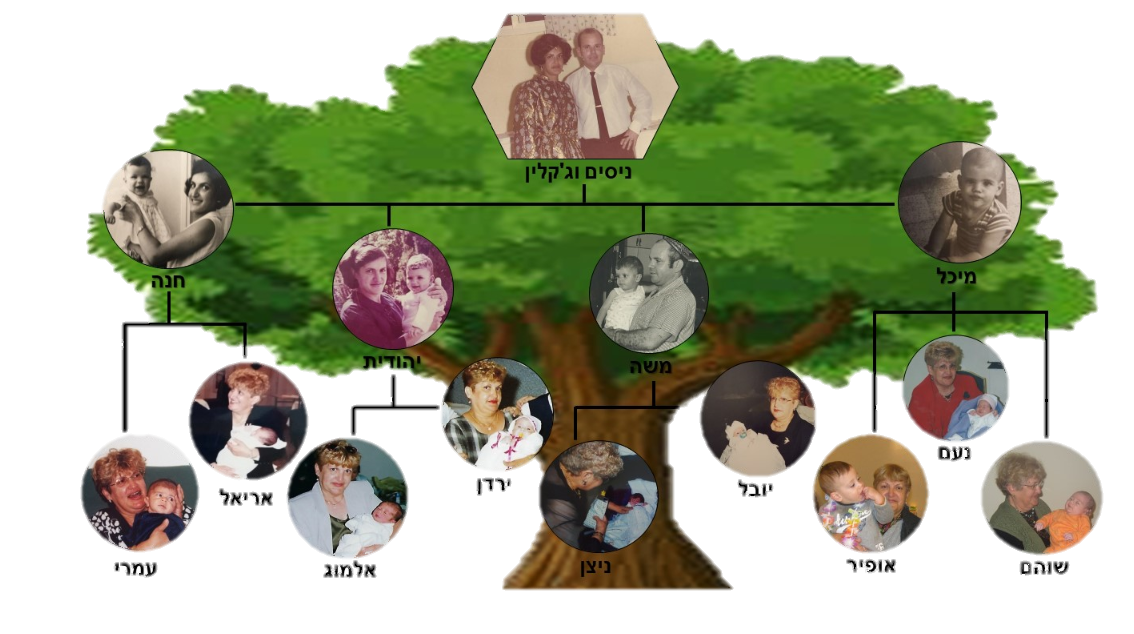 ניסים וג'קלין
חנה
מיכל
יהודית
משה
אריאל
ירדן
יובל
נעם
עמרי
אלמוג
ניצן
אופיר
שוהם